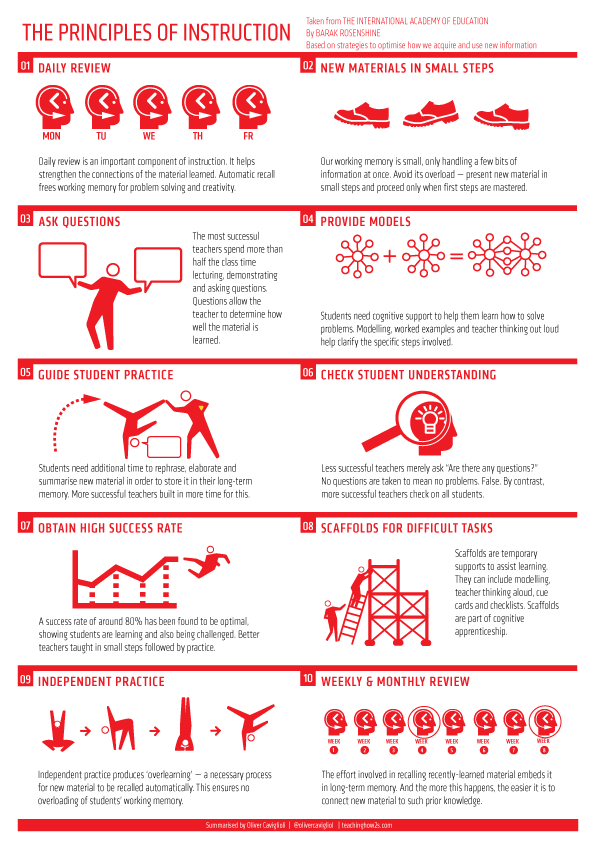 THE PRINCIPLES OF INSTRUCTION
Taken from THE INTERNATIONAL ACADEMY OF EDUCATION
By BARAK ROSENSHINE
Based on strategies to optimise how we acquire and use new information
01 DAILY REVIEW
MON TU WE TH FR
Daily review is an important component of instruction. It helps
strengthen the connections of the material learned. Automatic recall
frees working memory for problem solving and creativity.
02 NEW MATERIALS IN SMALL STEPS
Our working memory is small, only handling a few bits of
information at once. Avoid its overload — present new material in
small steps and proceed only when first steps are mastered.
03 ASK QUESTIONS
The most successful
teachers spend more than
half the class time
lecturing, demonstrating
and asking questions.
Questions allow the
teacher to determine how
well the material is
learned.
04 PROVIDE MODELS
+ =
Students need cognitive support to help them learn how to solve
problems. Modelling, worked examples and teacher thinking out loud
help clarify the specific steps involved.
05 GUIDE STUDENT PRACTICE
Students need additional time to rephrase, elaborate and
summarise new material in order to store it in their long-term
memory. More successful teachers built in more time for this.
06 CHECK STUDENT UNDERSTANDING
Less successful teachers merely ask “Are there any questions?”
No questions are taken to mean no problems. False. By contrast,
more successful teachers check on all students.
07 OBTAIN HIGH SUCCESS RATE
A success rate of around 80% has been found to be optimal,
showing students are learning and also being challenged. Better
teachers taught in small steps followed by practice.
08 SCAFFOLDS FOR DIFFICULT TASKS
Scaffolds are temporary
supports to assist learning.
They can include modelling,
teacher thinking aloud, cue
cards and checklists. Scaffolds
are part of cognitive
apprenticeship.
09 INDEPENDENT PRACTICE
Independent practice produces ‘overlearning’ — a necessary process
for new material to be recalled automatically. This ensures no
overloading of students’ working memory.
10 WEEKLY & MONTHLY REVIEW
WEEK WEEK WEEK WEEK WEEK WEEK WEEK WEEK
1 2 3 4 5 6 7 8
The effort involved in recalling recently-learned material embeds it
in long-term memory. And the more this happens, the easier it is to
connect new material to such prior knowledge.
Summarised by Oliver Caviglioli | @olivercavigliol | teachinghow2s.com